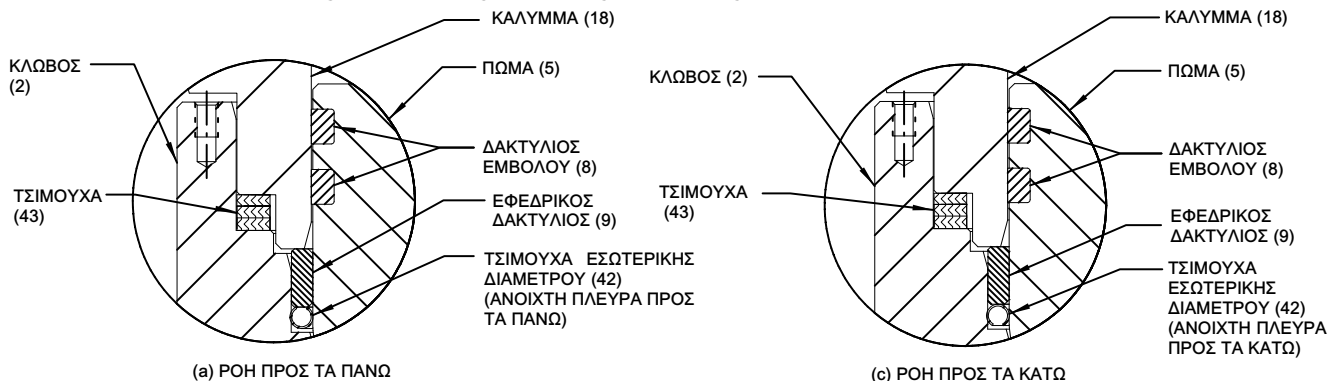 ΚΑΛΥΜΜΑ (18)
ΚΛΩΒΟΣ
(2)
ΠΩΜΑ (5)
ΔΑΚΤΥΛΙΟΣ
ΕΜΒΟΛΟΥ (8)
ΤΣΙΜΟΥΧΑ
(43)
ΕΦΕΔΡΙΚΟΣ
ΔΑΚΤΥΛΙΟΣ (9)
ΤΣΙΜΟΥΧΑ ΕΣΩΤΕΡΙΚΗΣ
ΔΙΑΜΕΤΡΟΥ (42)
(ΑΝΟΙΧΤΗ ΠΛΕΥΡΑ ΠΡΟΣ
ΤΑ ΠΑΝΩ)
(a) ΡΟΗ ΠΡΟΣ ΤΑ ΠΑΝΩ
ΚΑΛΥΜΜΑ (18)
ΚΛΩΒΟΣ (2)
ΠΩΜΑ (5)
ΔΑΚΤΥΛΙΟΣ
ΕΜΒΟΛΟΥ (8)
ΤΣΙΜΟΥΧΑ
(43)
ΕΦΕΔΡΙΚΟΣ
ΔΑΚΤΥΛΙΟΣ (9)
ΤΣΙΜΟΥΧΑ
ΕΣΩΤΕΡΙΚΗΣ
ΔΙΑΜΕΤΡΟΥ (42)
(ΑΝΟΙΧΤΗ ΠΛΕΥΡΑ
ΠΡΟΣ ΤΑ ΚΑΤΩ)
(c) ΡΟΗ ΠΡΟΣ ΤΑ ΚΑΤΩ